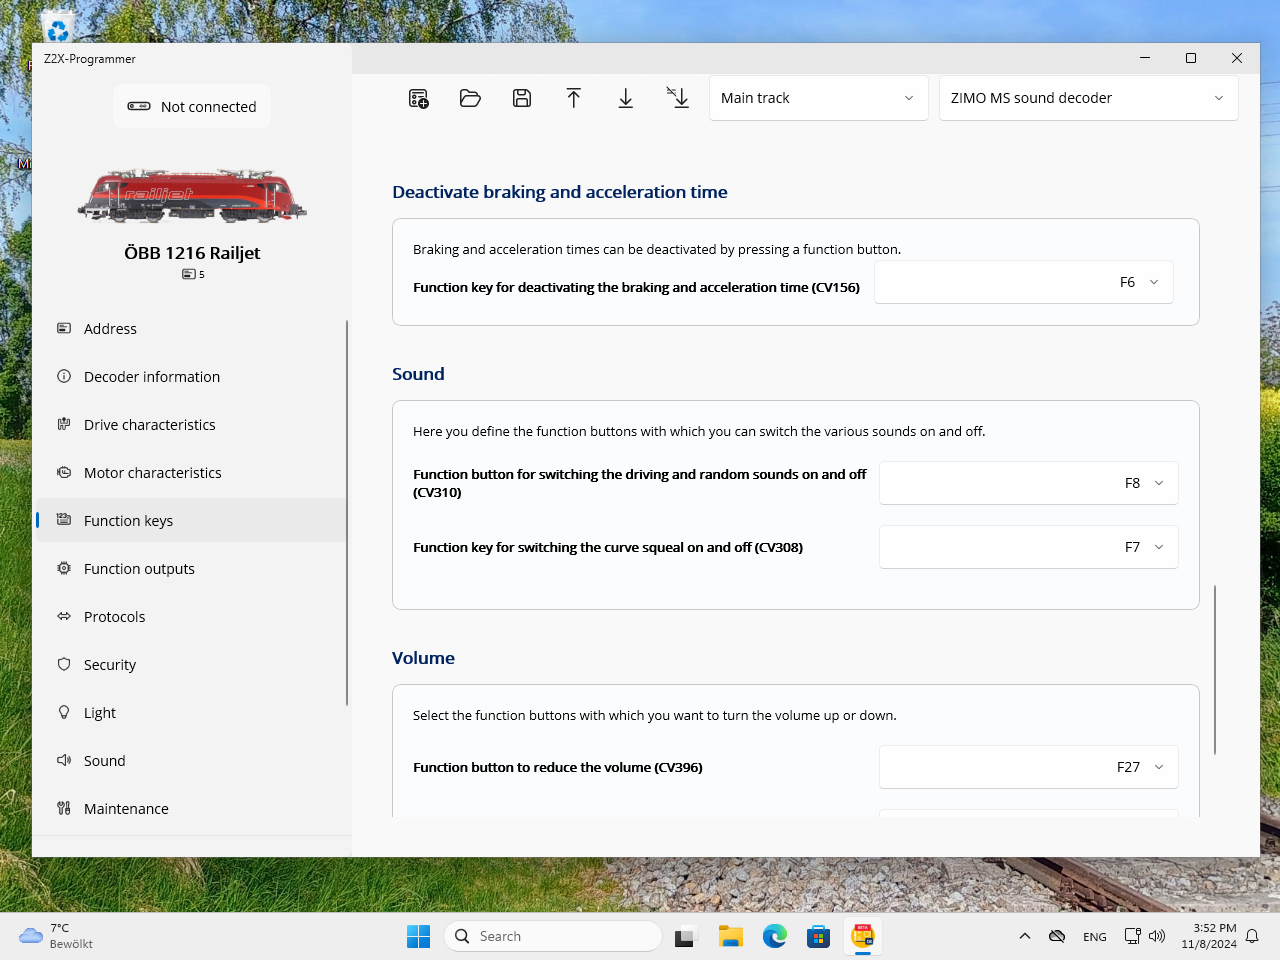 Z2X-Programmer
Not connected
Main track
ZIMO MS sound decoder
railjet
ÖBB 1216 Railjet
5
Address
Decoder information
Drive characteristics
Motor characteristics
Function keys
Function outputs
Protocols
Security
Light
Sound
Maintenance
Deactivate braking and acceleration time
Braking and acceleration times can be deactivated by pressing a function button.
Function key for deactivating the braking and acceleration time (CV156)
F6
Sound
Here you define the function buttons with which you can switch the various sounds on and off.
Function button for switching the driving and random sounds on and off
(CV310)
F8
Function key for switching the curve squeal on and off (CV308)
F7
Volume
Select the function buttons with which you want to turn the volume up or down.
Function button to reduce the volume (CV396)
F27
7°C
Bewölkt
Search
BETA
ENG
3:52 PM
11/8/2024